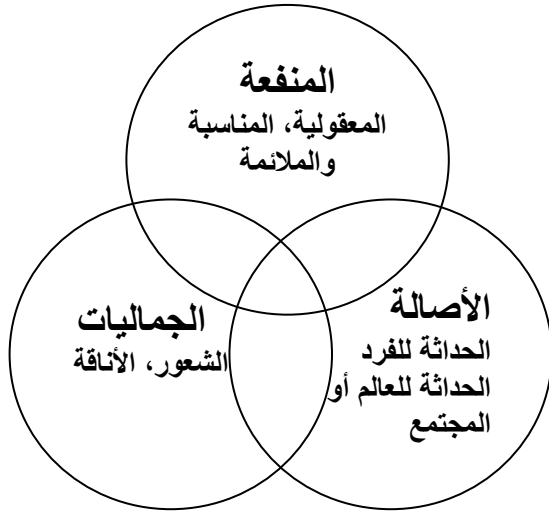 المنفعة
المعقولية، المناسبة
والملائمة
الجماليات
الشعور، الأناقة
الأصالة
الحداثة للفرد
الحداثة للعالم أو
المجتمع